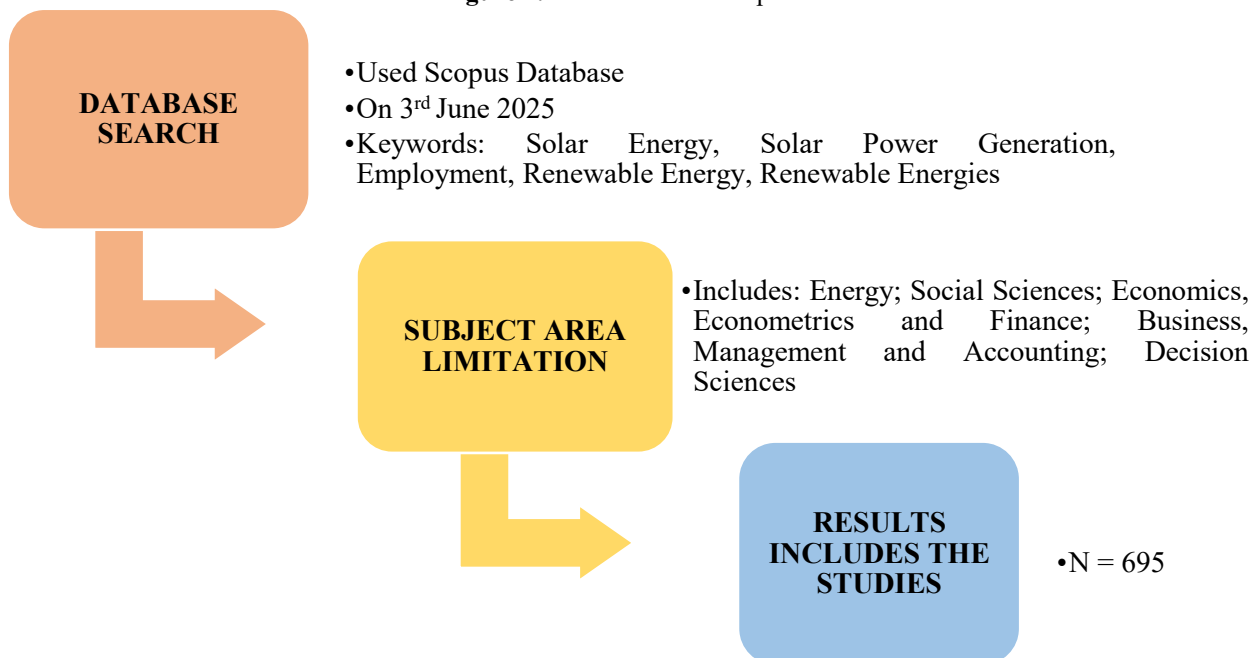 DATABASE
SEARCH
•Used Scopus Database
•On 3rd June 2025
•Keywords: Solar Energy, Solar Power Generation,
Employment, Renewable Energy, Renewable Energies
SUBJECT AREA
LIMITATION
•Includes: Energy; Social Sciences; Economics,
Econometrics and Finance; Business,
Management and Accounting; Decision
Sciences
RESULTS
INCLUDES THE
STUDIES
•N = 695